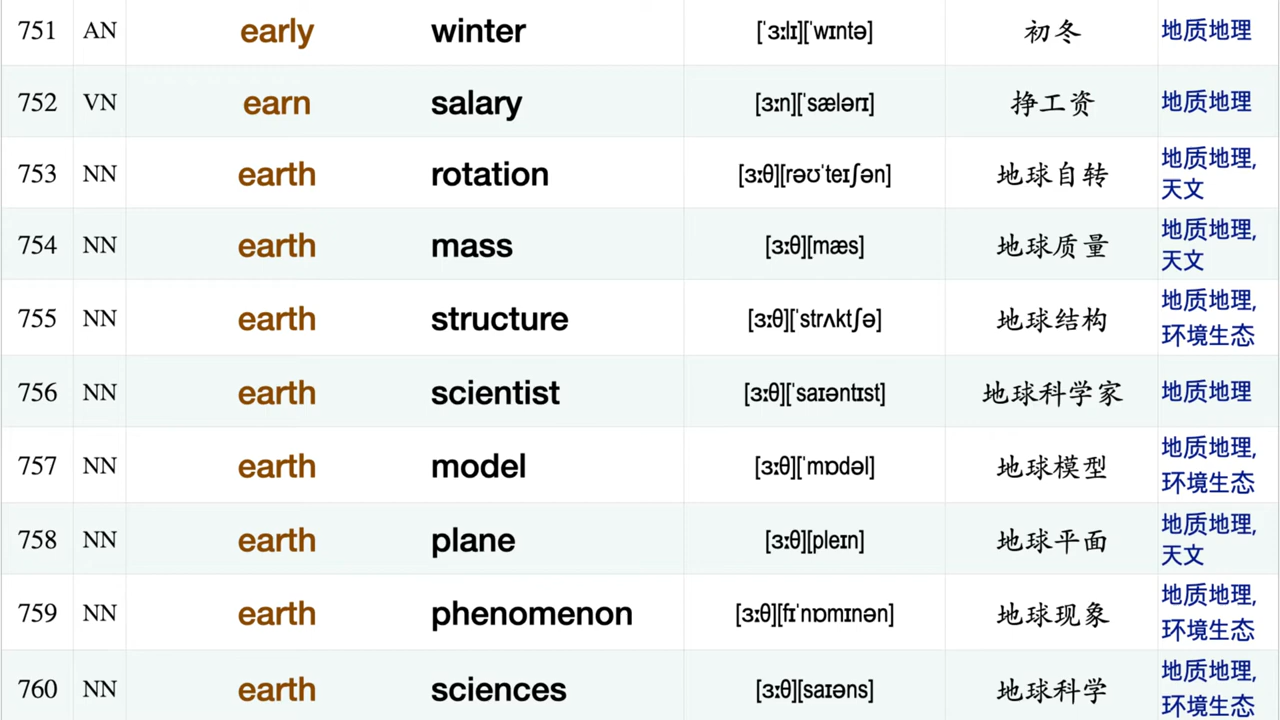 751 AN early winter [ˈɜːlɪ][ˈwɪntə] 初冬 地质地理
752 VN earn salary [ɜːn][ˈsælərɪ] 挣工资 地质地理
753 NN earth rotation [ɜːθ][rəʊˈteɪʃən] 地球自转 地质地理,
天文
754 NN earth mass [ɜːθ][mæs] 地球质量 地质地理,
天文
755 NN earth structure [ɜːθ][ˈstrʌktʃə] 地球结构 地质地理,
环境生态
756 NN earth scientist [ɜːθ][ˈsaɪəntɪst] 地球科学家 地质地理
757 NN earth model [ɜːθ][ˈmɒdəl] 地球模型 地质地理,
环境生态
758 NN earth plane [ɜːθ][pleɪn] 地球平面 地质地理,
天文
759 NN earth phenomenon [ɜːθ][fɪˈnɒmɪnən] 地球现象 地质地理,
环境生态
760 NN earth sciences [ɜːθ][saɪəns] 地球科学 地质地理,
环境生态